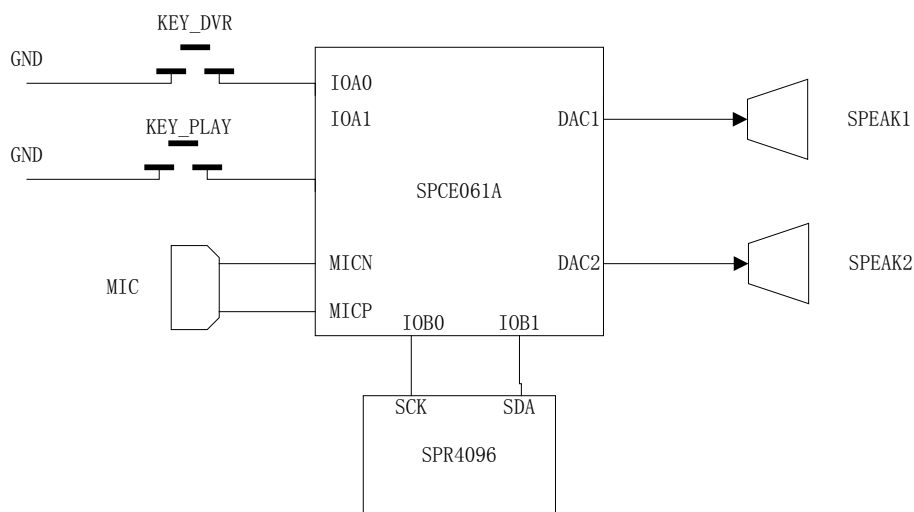 KEY_DVR
GND
IOA0
IOA1
DAC1
SPEAK1
KEY_PLAY
GND
SPCE061A
MICN
DAC2
SPEAK2
MIC
MICP
IOB0
IOB1
SCK
SDA
SPR4096